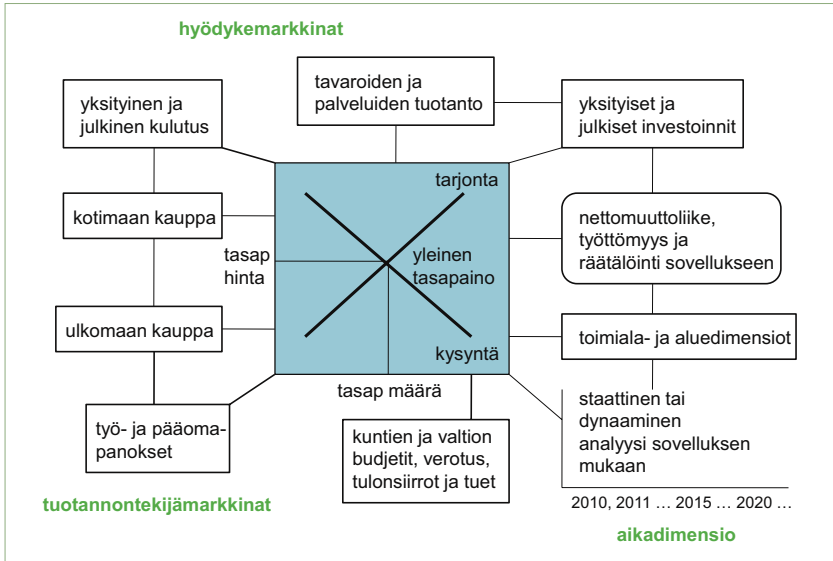 hyödykemarkkinat
tavaroiden ja
palveluiden tuotanto
yksityinen ja
julkinen kulutus
yksityiset ja
julkiset investoinnit
tarjonta
kotimaan kauppa
nettomuuttoliike,
työttömyys ja
räätälöinti sovellukseen
tasap
hinta
yleinen
tasapaino
ulkomaan kauppa
toimiala- ja aluedimensiot
kysyntä
tasap määrä
työ- ja pääoma-
panokset
kuntien ja valtion
budjetit, verotus,
tulonsiirrot ja tuet
staattinen tai
dynaaminen
analyysi sovelluksen
mukaan
tuotannontekijämarkkinat
2010, 2011 ... 2015 ... 2020 ...
aikadimensio